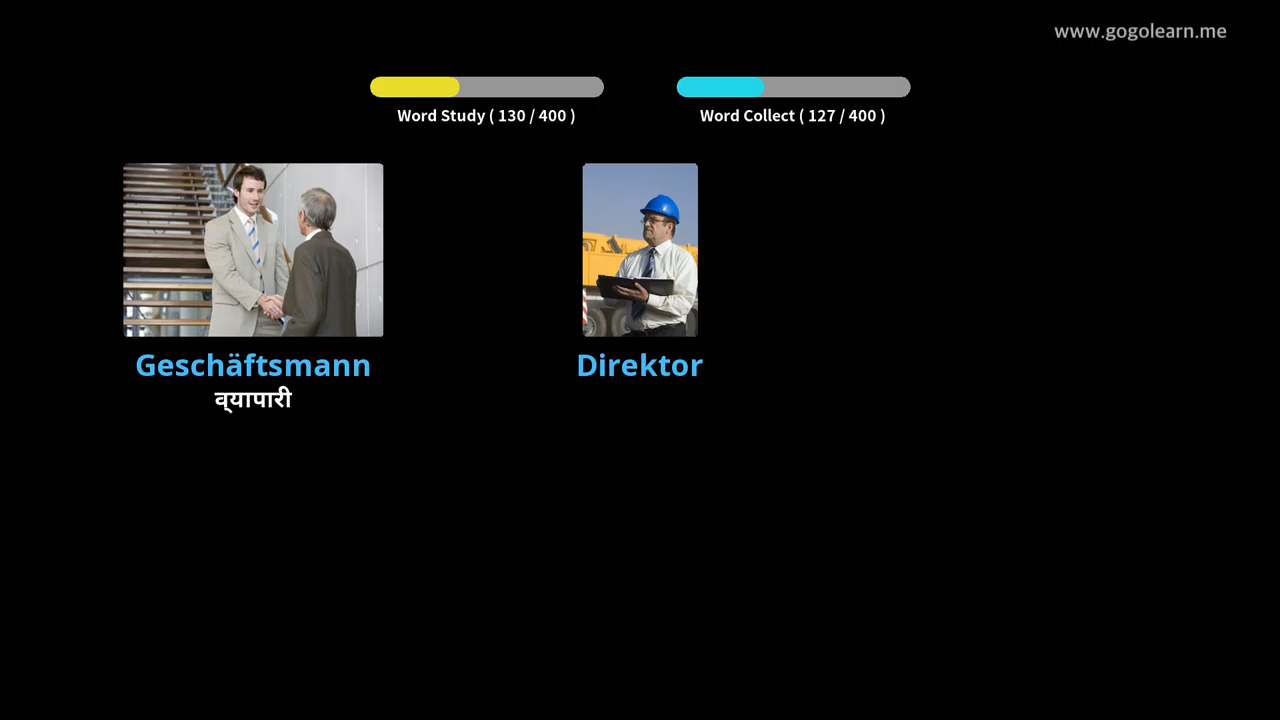 www.gogolearn.me
Word Study ( 130 / 400 )
Word Collect ( 127 / 400 )
Geschäftsmann
Direktor
व्यापारी